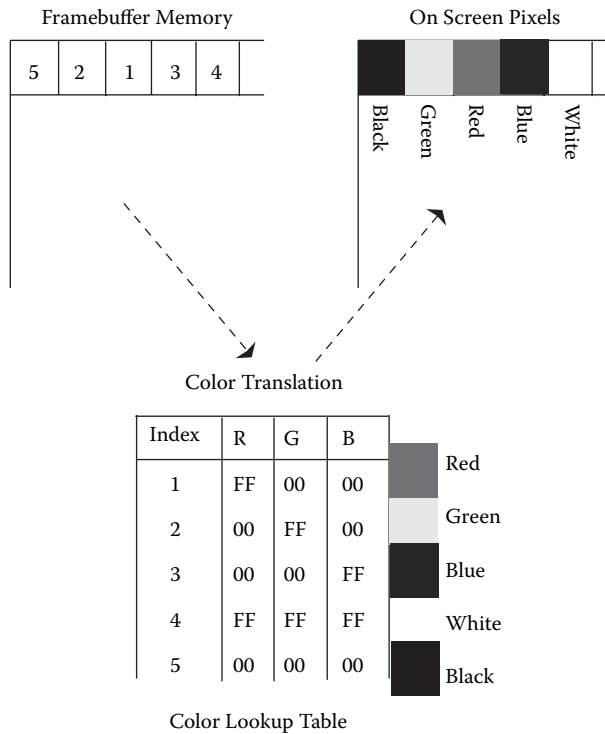 Framebuffer Memory
On Screen Pixels
5 2 1 3 4
Black
Green
Red
Blue
White
Color Translation
Index R G B
1 FF 00 00
Red
2 00 FF 00
Green
3 00 00 FF
Blue
4 FF FF FF
White
5 00 00 00
Black
Color Lookup Table